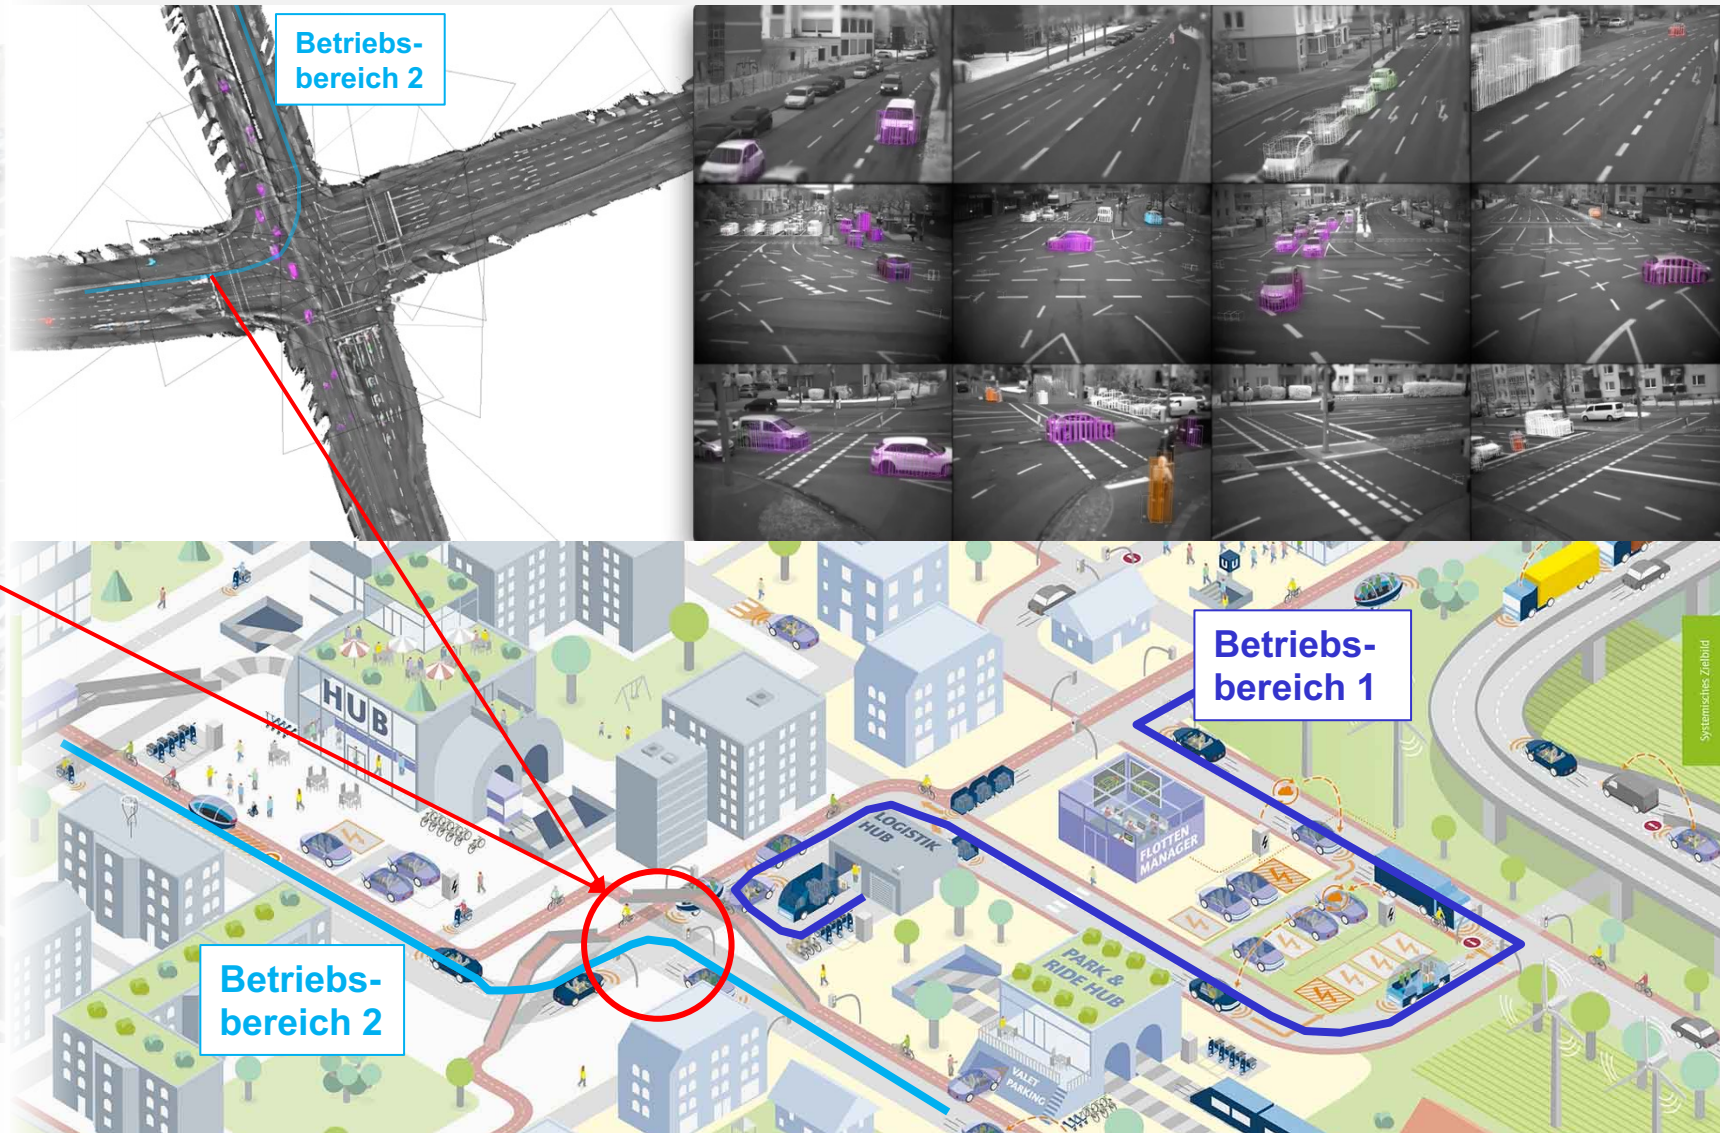 Betriebs-
bereich 2
HUB
Betriebs-
bereich 1
Systemisches Zielbild
LOGISTIK
HUB
FLOTTEN
MANAGER
Betriebs-
bereich 2
PARK &
RIDE HUB
VALET
PARKING